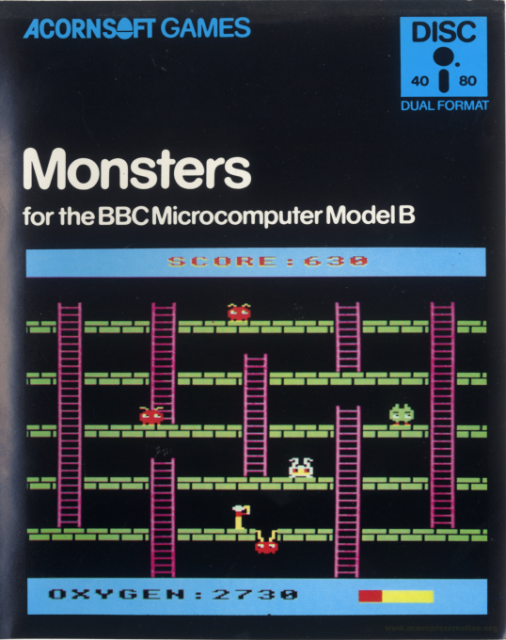 ACORNSOFT GAMES
DISC
40 80
DUAL FORMAT
Monsters
for the BBC Microcomputer Model B
SCORE:630
OXYGEN:2730